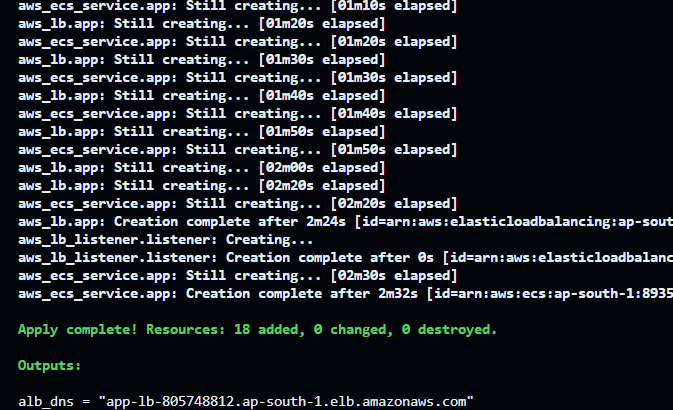 aws_ecs_service.app: Still creating... [01m10s elapsed]
aws_lb.app: Still creating... [01m20s elapsed]
aws_ecs_service.app: Still creating... [01m20s elapsed]
aws_lb.app: Still creating... [01m30s elapsed]
aws_ecs_service.app: Still creating... [01m30s elapsed]
aws_lb.app: Still creating... [01m40s elapsed]
aws_ecs_service.app: Still creating... [01m40s elapsed]
aws_lb.app: Still creating... [01m50s elapsed]
aws_ecs_service.app: Still creating... [01m50s elapsed]
aws_lb.app: Still creating... [02m00s elapsed]
aws_lb.app: Still creating... [02m20s elapsed]
aws_ecs_service.app: Still creating... [02m20s elapsed]
aws_lb.app: Creation complete after 2m24s [id=arn:aws:elasticloadbalancing:ap-sout
aws_lb_listener.listener: Creating...
aws_lb_listener.listener: Creation complete after 0s [id=arn:aws:elasticloadbalanc
aws_ecs_service.app: Still creating... [02m30s elapsed]
aws_ecs_service.app: Creation complete after 2m32s [id=arn:aws:ecs:ap-south-1:8935
Apply complete! Resources: 18 added, 0 changed, 0 destroyed.
Outputs:
alb_dns = "app-lb-805748812.ap-south-1.elb.amazonaws.com"